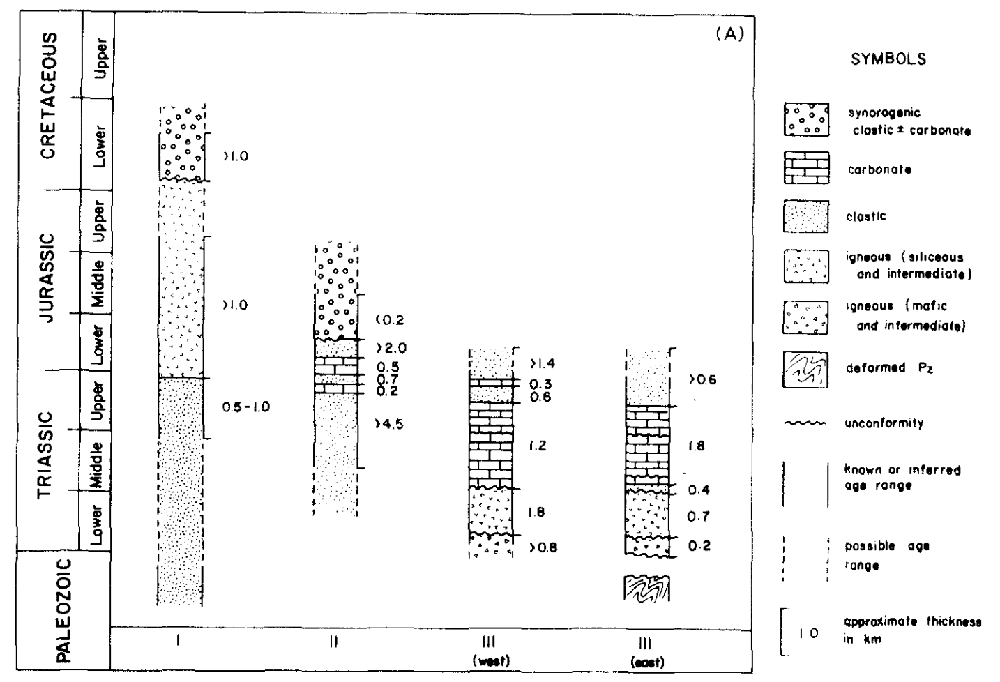 (A)
CRETACEOUS
Upper
Lower
JURASSIC
Upper
Middle
Lower
TRIASSIC
Upper
Middle
Lower
PALEOZOIC
>1.0
>1.0
0.5-1.0
<0.2
>2.0
0.5
0.7
0.2
>4.5
>1.4
0.3
0.6
1.2
1.8
>0.8
>0.6
1.8
0.4
0.7
0.2
I
II
III
(west)
III
(east)
SYMBOLS
synorogenic
clastic ± carbonate
carbonate
clastic
igneous (siliceous
and intermediate)
igneous (mafic
and intermediate)
deformed Pz
unconformity
known or inferred
age range
possible age
range
1.0
approximate thickness
in km